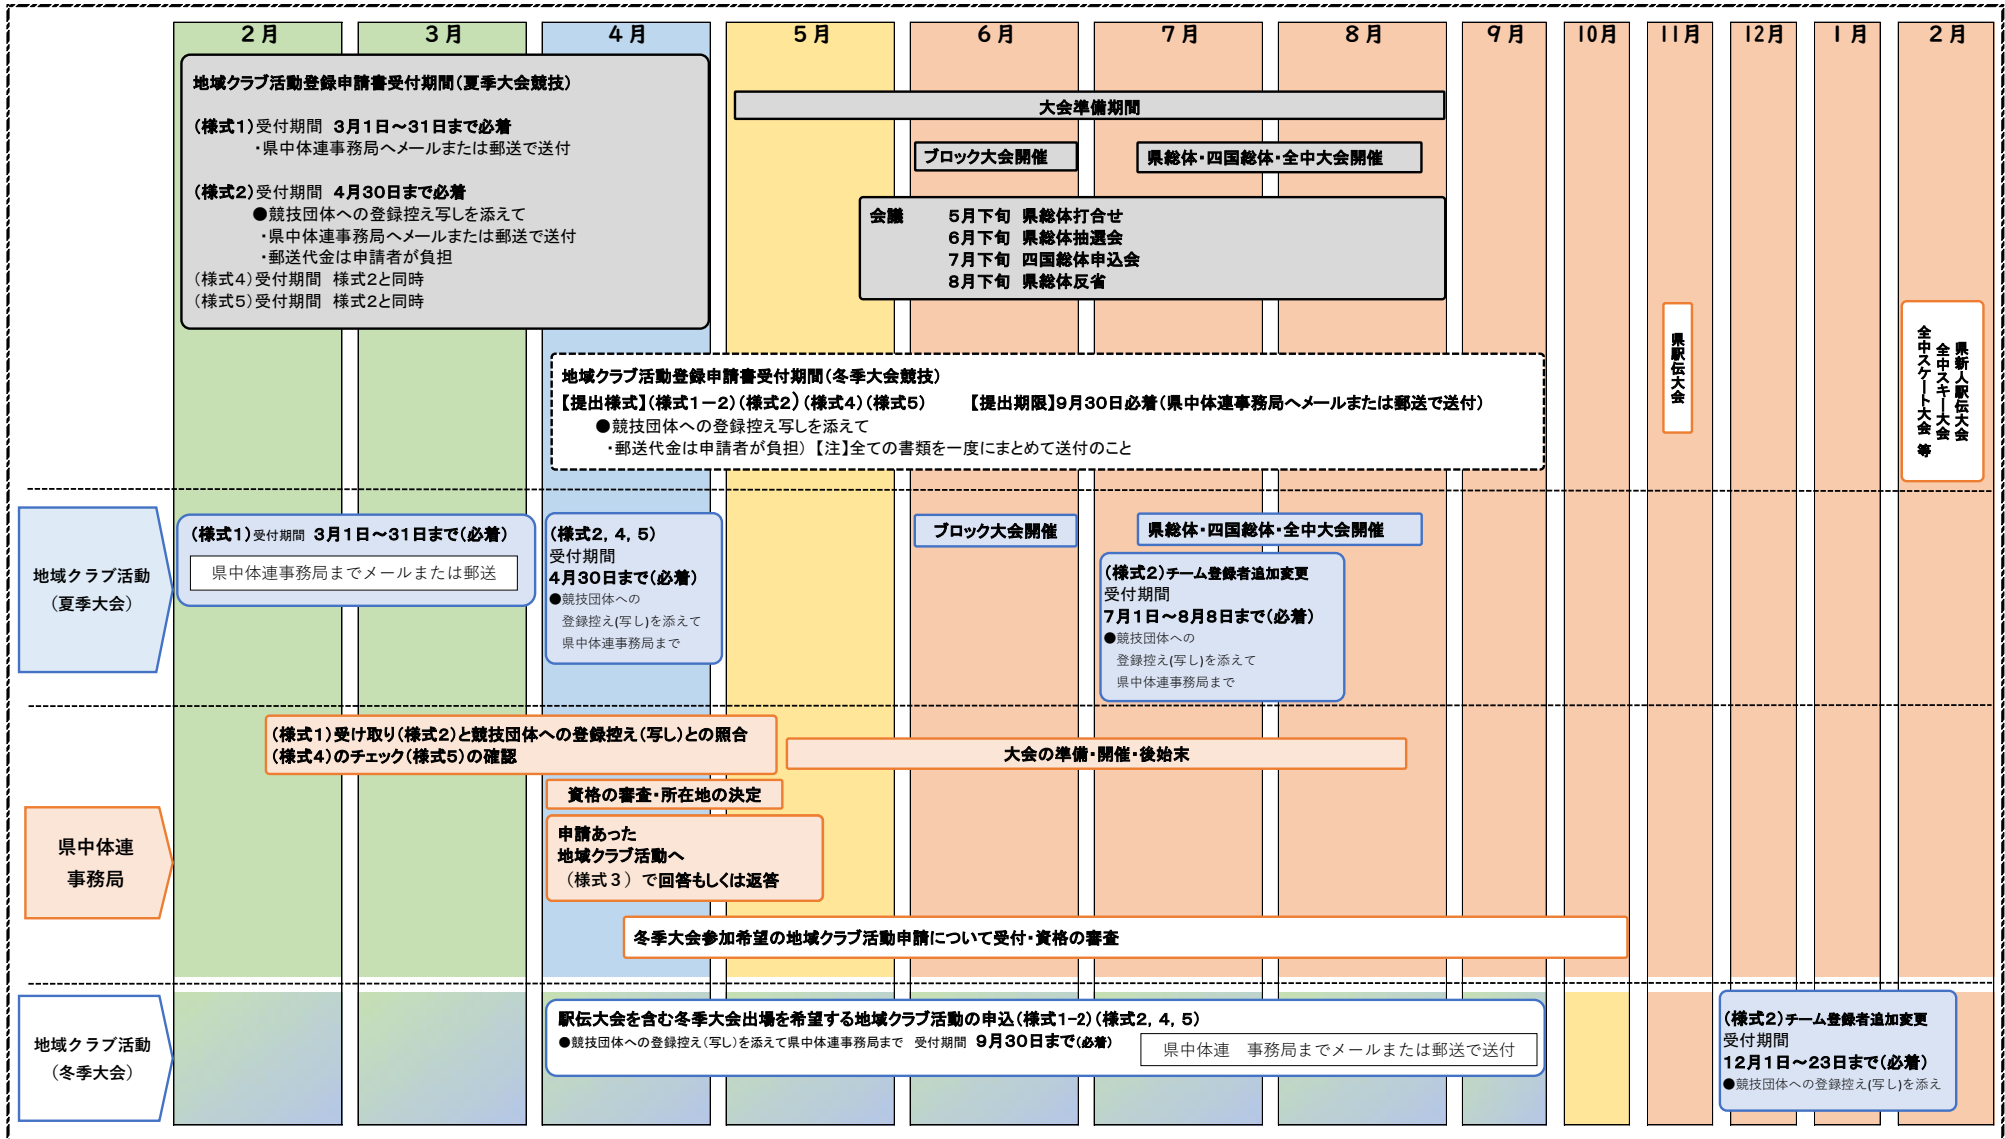 2月
3月
4月
5月
6月
7月
8月
9月
10月
11月
12月
1月
2月
地域クラブ活動登録申請書受付期間(夏季大会競技)
(様式1)受付期間 3月1日～31日まで必着
・県中体連事務局へメールまたは郵送で送付
(様式2)受付期間 4月30日まで必着
●競技団体への登録控え写しを添えて
・県中体連事務局へメールまたは郵送で送付
・郵送代金は申請者が負担
(様式4)受付期間 様式2と同時
(様式5)受付期間 様式2と同時
大会準備期間
ブロック大会開催
県総体・四国総体・全中大会開催
会議 5月下旬 県総体打合せ
6月下旬 県総体抽選会
7月下旬 四国総体申込会
8月下旬 県総体反省
県駅伝大会
県新人駅伝大会
全中スキー大会
全中スケート大会 等
地域クラブ活動登録申請書受付期間(冬季大会競技)
【提出様式】(様式1－2)(様式2)(様式4)(様式5) 【提出期限】9月30日必着(県中体連事務局へメールまたは郵送で送付)
●競技団体への登録控え写しを添えて
・郵送代金は申請者が負担)【注】全ての書類を一度にまとめて送付のこと
地域クラブ活動
(夏季大会)
(様式1)受付期間 3月1日～31日まで(必着)
県中体連事務局までメールまたは郵送
(様式2, 4, 5)
受付期間
4月30日まで(必着)
●競技団体への
登録控え(写し)を添えて
県中体連事務局まで
ブロック大会開催
県総体・四国総体・全中大会開催
(様式2)チーム登録者追加変更
受付期間
7月1日～8月8日まで(必着)
●競技団体への
登録控え(写し)を添えて
県中体連事務局まで
県中体連
事務局
(様式1)受け取り(様式2)と競技団体への登録控え(写し)との照合
(様式4)のチェック(様式5)の確認
大会の準備・開催・後始末
資格の審査・所在地の決定
申請あった
地域クラブ活動へ
（様式３）で回答もしくは返答
冬季大会参加希望の地域クラブ活動申請について受付・資格の審査
地域クラブ活動
(冬季大会)
駅伝大会を含む冬季大会出場を希望する地域クラブ活動の申込(様式1-2)(様式2, 4, 5)
●競技団体への登録控え(写し)を添えて県中体連事務局まで 受付期間 9月30日まで(必着)
県中体連　事務局までメールまたは郵送で送付
(様式2)チーム登録者追加変更
受付期間
12月1日～23日まで(必着)
●競技団体への登録控え(写し)を添え